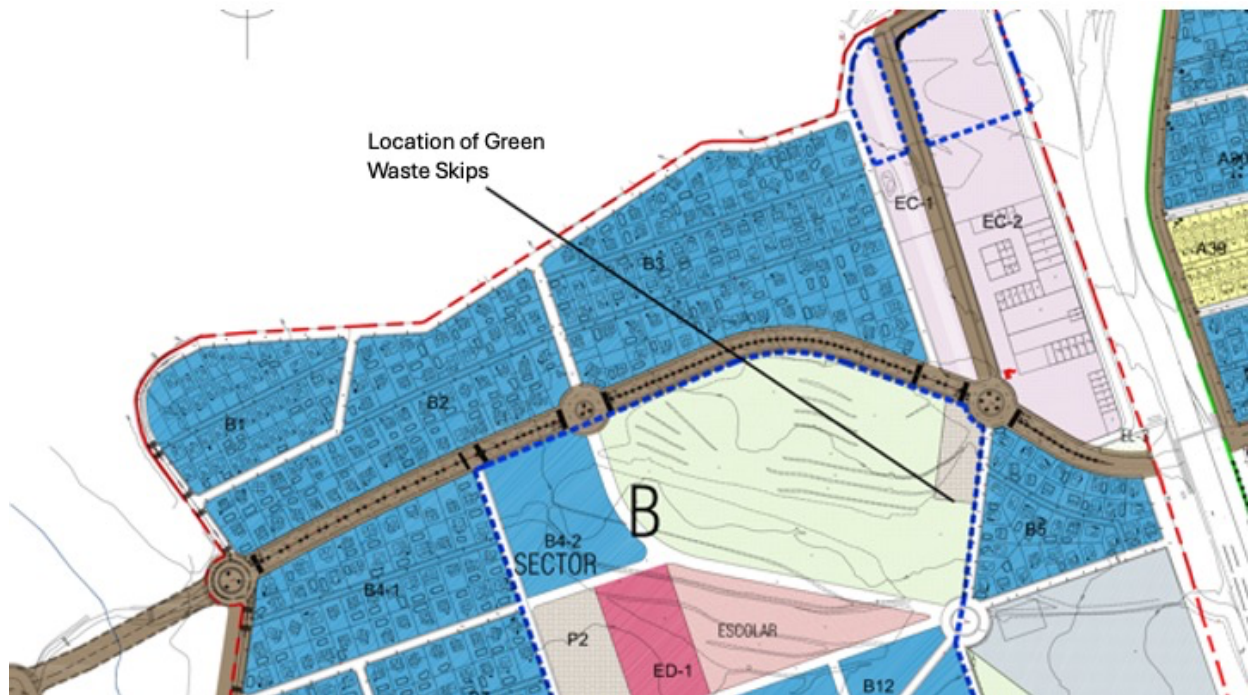 Location of Green
Waste Skips
EC-1
EC-2
A39
B3
B1
B2
B
B4-2
SECTOR
B5
B4-1
P2
ESCOLAR
ED-1
B12